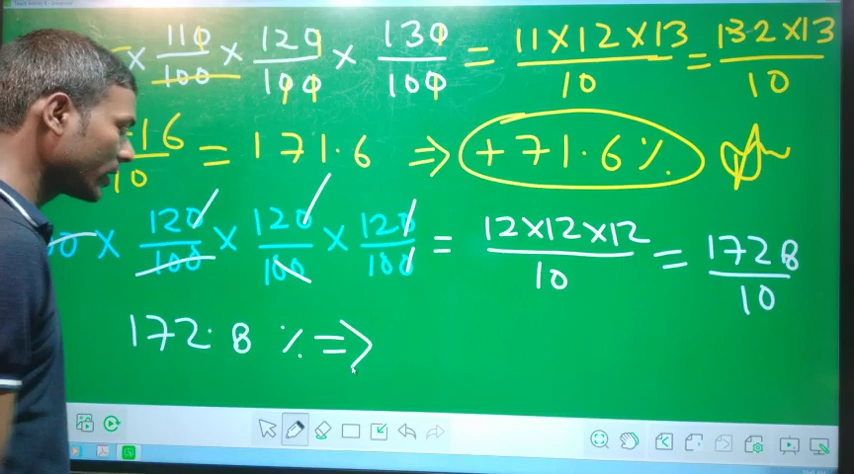 × 110/100 × 120/100 × 130/100 = 11×12×13/10 = 132×13/10
16/10 = 171.6 ⇒ +71.6%
× 120/100 × 120/100 × 120/100 = 12×12×12/10 = 1728/10
172.8 % ⇒